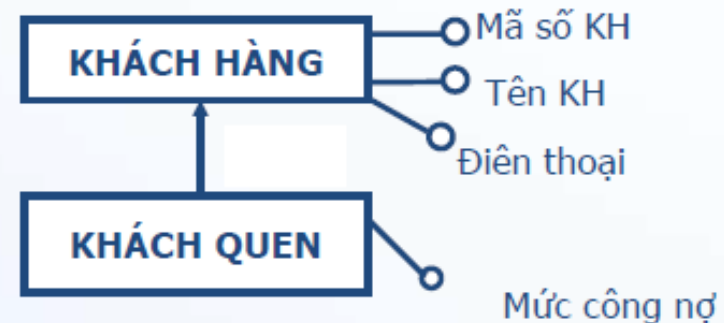 Mã số KH
KHÁCH HÀNG
Tên KH
Điên thoại
KHÁCH QUEN
Mức công nợ